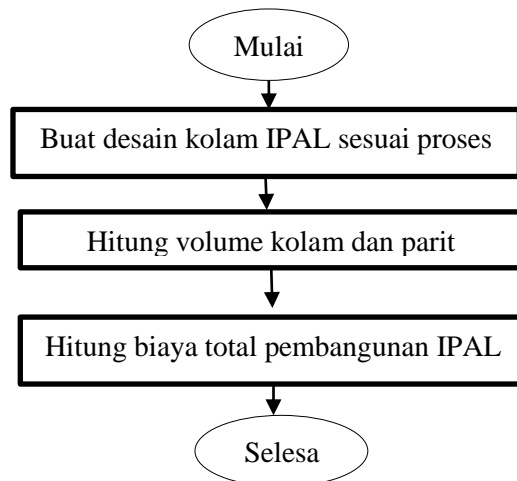 Mulai
Buat desain kolam IPAL sesuai proses
Hitung volume kolam dan parit
Hitung biaya total pembangunan IPAL
Selesa